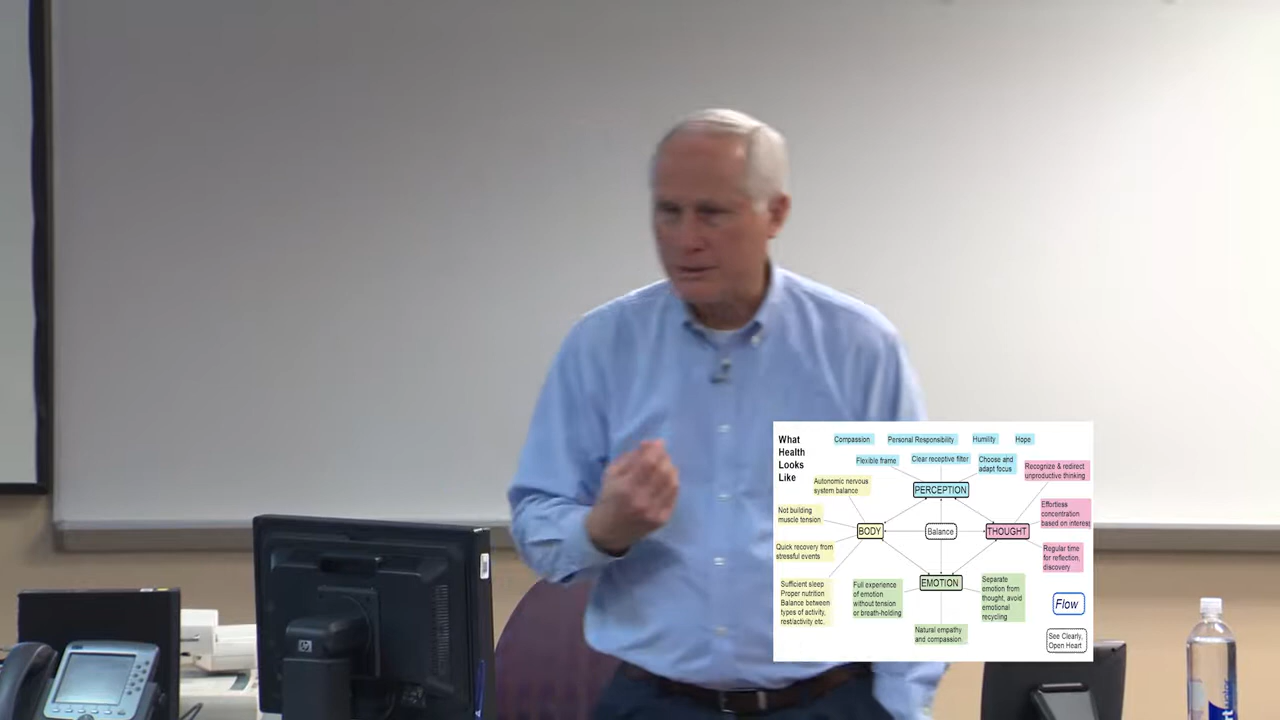 What
Health
Looks
Like
Compassion
Personal Responsibility
Humility
Hope
Flexible frame
Clear receptive filter
Choose and
adapt focus
Recognize & redirect
unproductive thinking
Autonomic nervous
system balance
PERCEPTION
Not building
muscle tension
Effortless
concentration
based on interest
BODY
Balance
THOUGHT
Quick recovery from
stressful events
Regular time
for reflection,
discovery
Sufficient sleep
Proper nutrition
Balance between
types of activity,
rest/activity etc.
Full experience
of emotion
without tension
or breath-holding
EMOTION
Separate
emotion from
thought, avoid
emotional
recycling
Flow
Natural empathy
and compassion
See Clearly,
Open Heart
hp